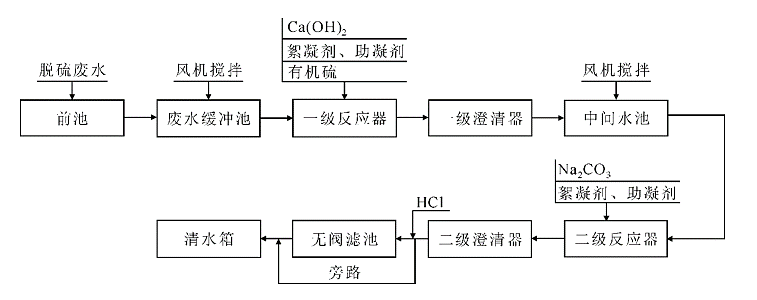 Ca(OH)₂
絮凝剂、助凝剂
有机硫
脱硫废水
风机搅拌
风机搅拌
前池
废水缓冲池
一级反应器
一级澄清器
中间水池
Na₂CO₃
絮凝剂、助凝剂
HCl
清水箱
无阀滤池
二级澄清器
二级反应器
旁路